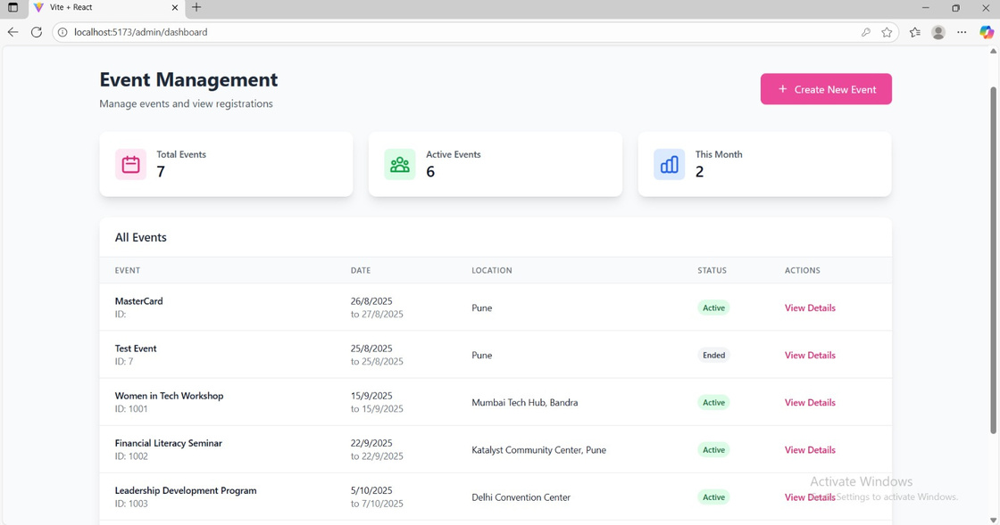 Vite + React
localhost:5173/admin/dashboard
Event Management
Manage events and view registrations
+ Create New Event
Total Events
7
Active Events
6
This Month
2
All Events
EVENT DATE LOCATION STATUS ACTIONS
MasterCard
ID:
26/8/2025
to 27/8/2025
Pune
Active
View Details
Test Event
ID: 7
25/8/2025
to 25/8/2025
Pune
Ended
View Details
Women in Tech Workshop
ID: 1001
15/9/2025
to 15/9/2025
Mumbai Tech Hub, Bandra
Active
View Details
Financial Literacy Seminar
ID: 1002
22/9/2025
to 22/9/2025
Katalyst Community Center, Pune
Active
View Details
Leadership Development Program
ID: 1003
5/10/2025
to 7/10/2025
Delhi Convention Center
Active
View Details
Activate Windows
Settings to activate Windows.